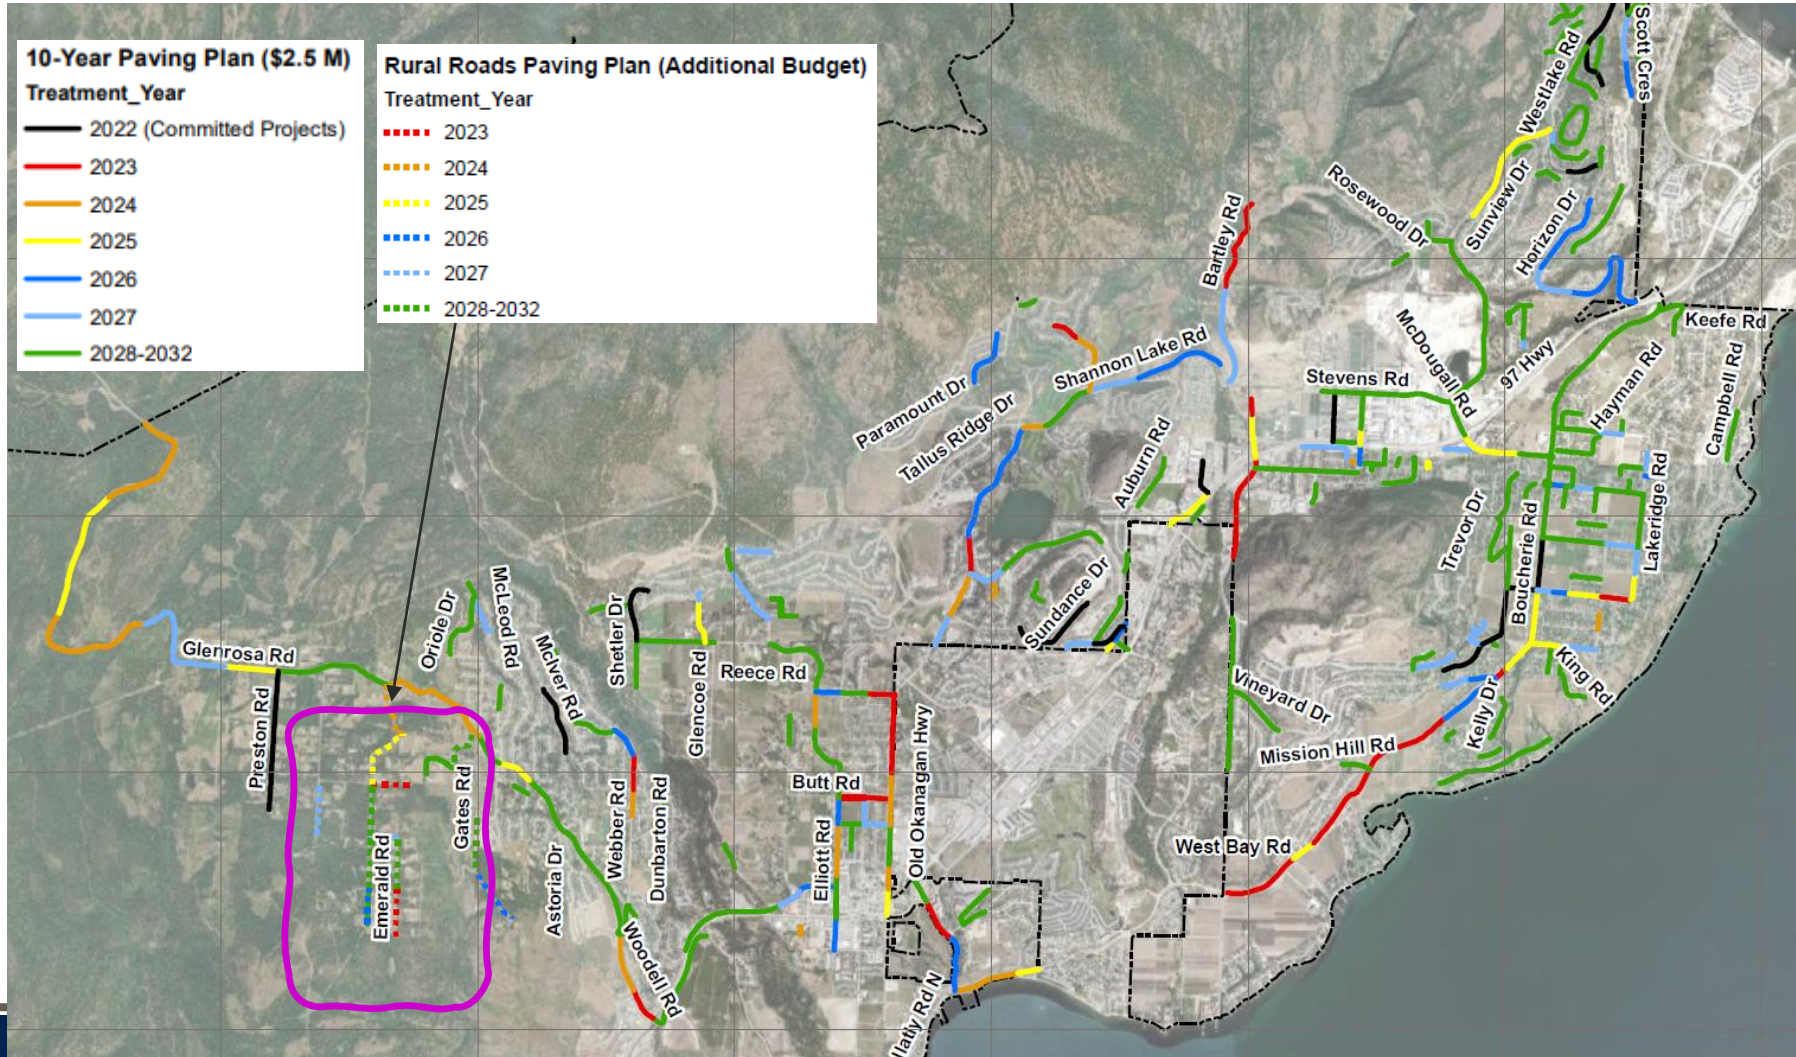 10-Year Paving Plan ($2.5 M)
Treatment_Year
2022 (Committed Projects)
2023
2024
2025
2026
2027
2028-2032
Rural Roads Paving Plan (Additional Budget)
Treatment_Year
2023
2024
2025
2026
2027
2028-2032
Scott Cres
Westlake Rd
Sunview Dr
Rosewood Dr
Horizon Dr
Bartley Rd
Keefe Rd
McDougall Rd
97 Hwy
Hayman Rd
Campbell Rd
Shannon Lake Rd
Stevens Rd
Paramount Dr
Tallus Ridge Dr
Auburn Rd
Trevor Dr
Boucherie Rd
Lakeridge Rd
Sundance Dr
McLeod Rd
Oriole Dr
McIver Rd
Shetler Dr
Glencoe Rd
Reece Rd
Glenrosa Rd
Preston Rd
King Rd
Kelly Dr
Vineyard Dr
Mission Hill Rd
Old Okanagan Hwy
Butt Rd
Gates Rd
Emerald Rd
Astoria Dr
Webber Rd
Dunbarton Rd
Elliott Rd
West Bay Rd
Woodell Rd
llatiy Rd N